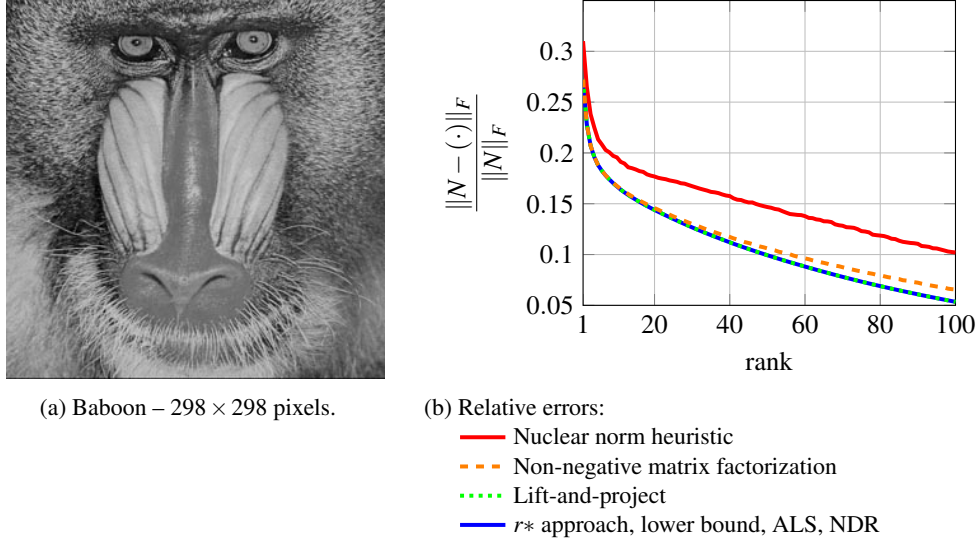 ||N − (·)||F
||N||F
0.3
0.25
0.2
0.15
0.1
0.05
1 20 40 60 80 100
rank
(a) Baboon – 298 × 298 pixels.
(b) Relative errors:
Nuclear norm heuristic
Non-negative matrix factorization
Lift-and-project
r∗ approach, lower bound, ALS, NDR